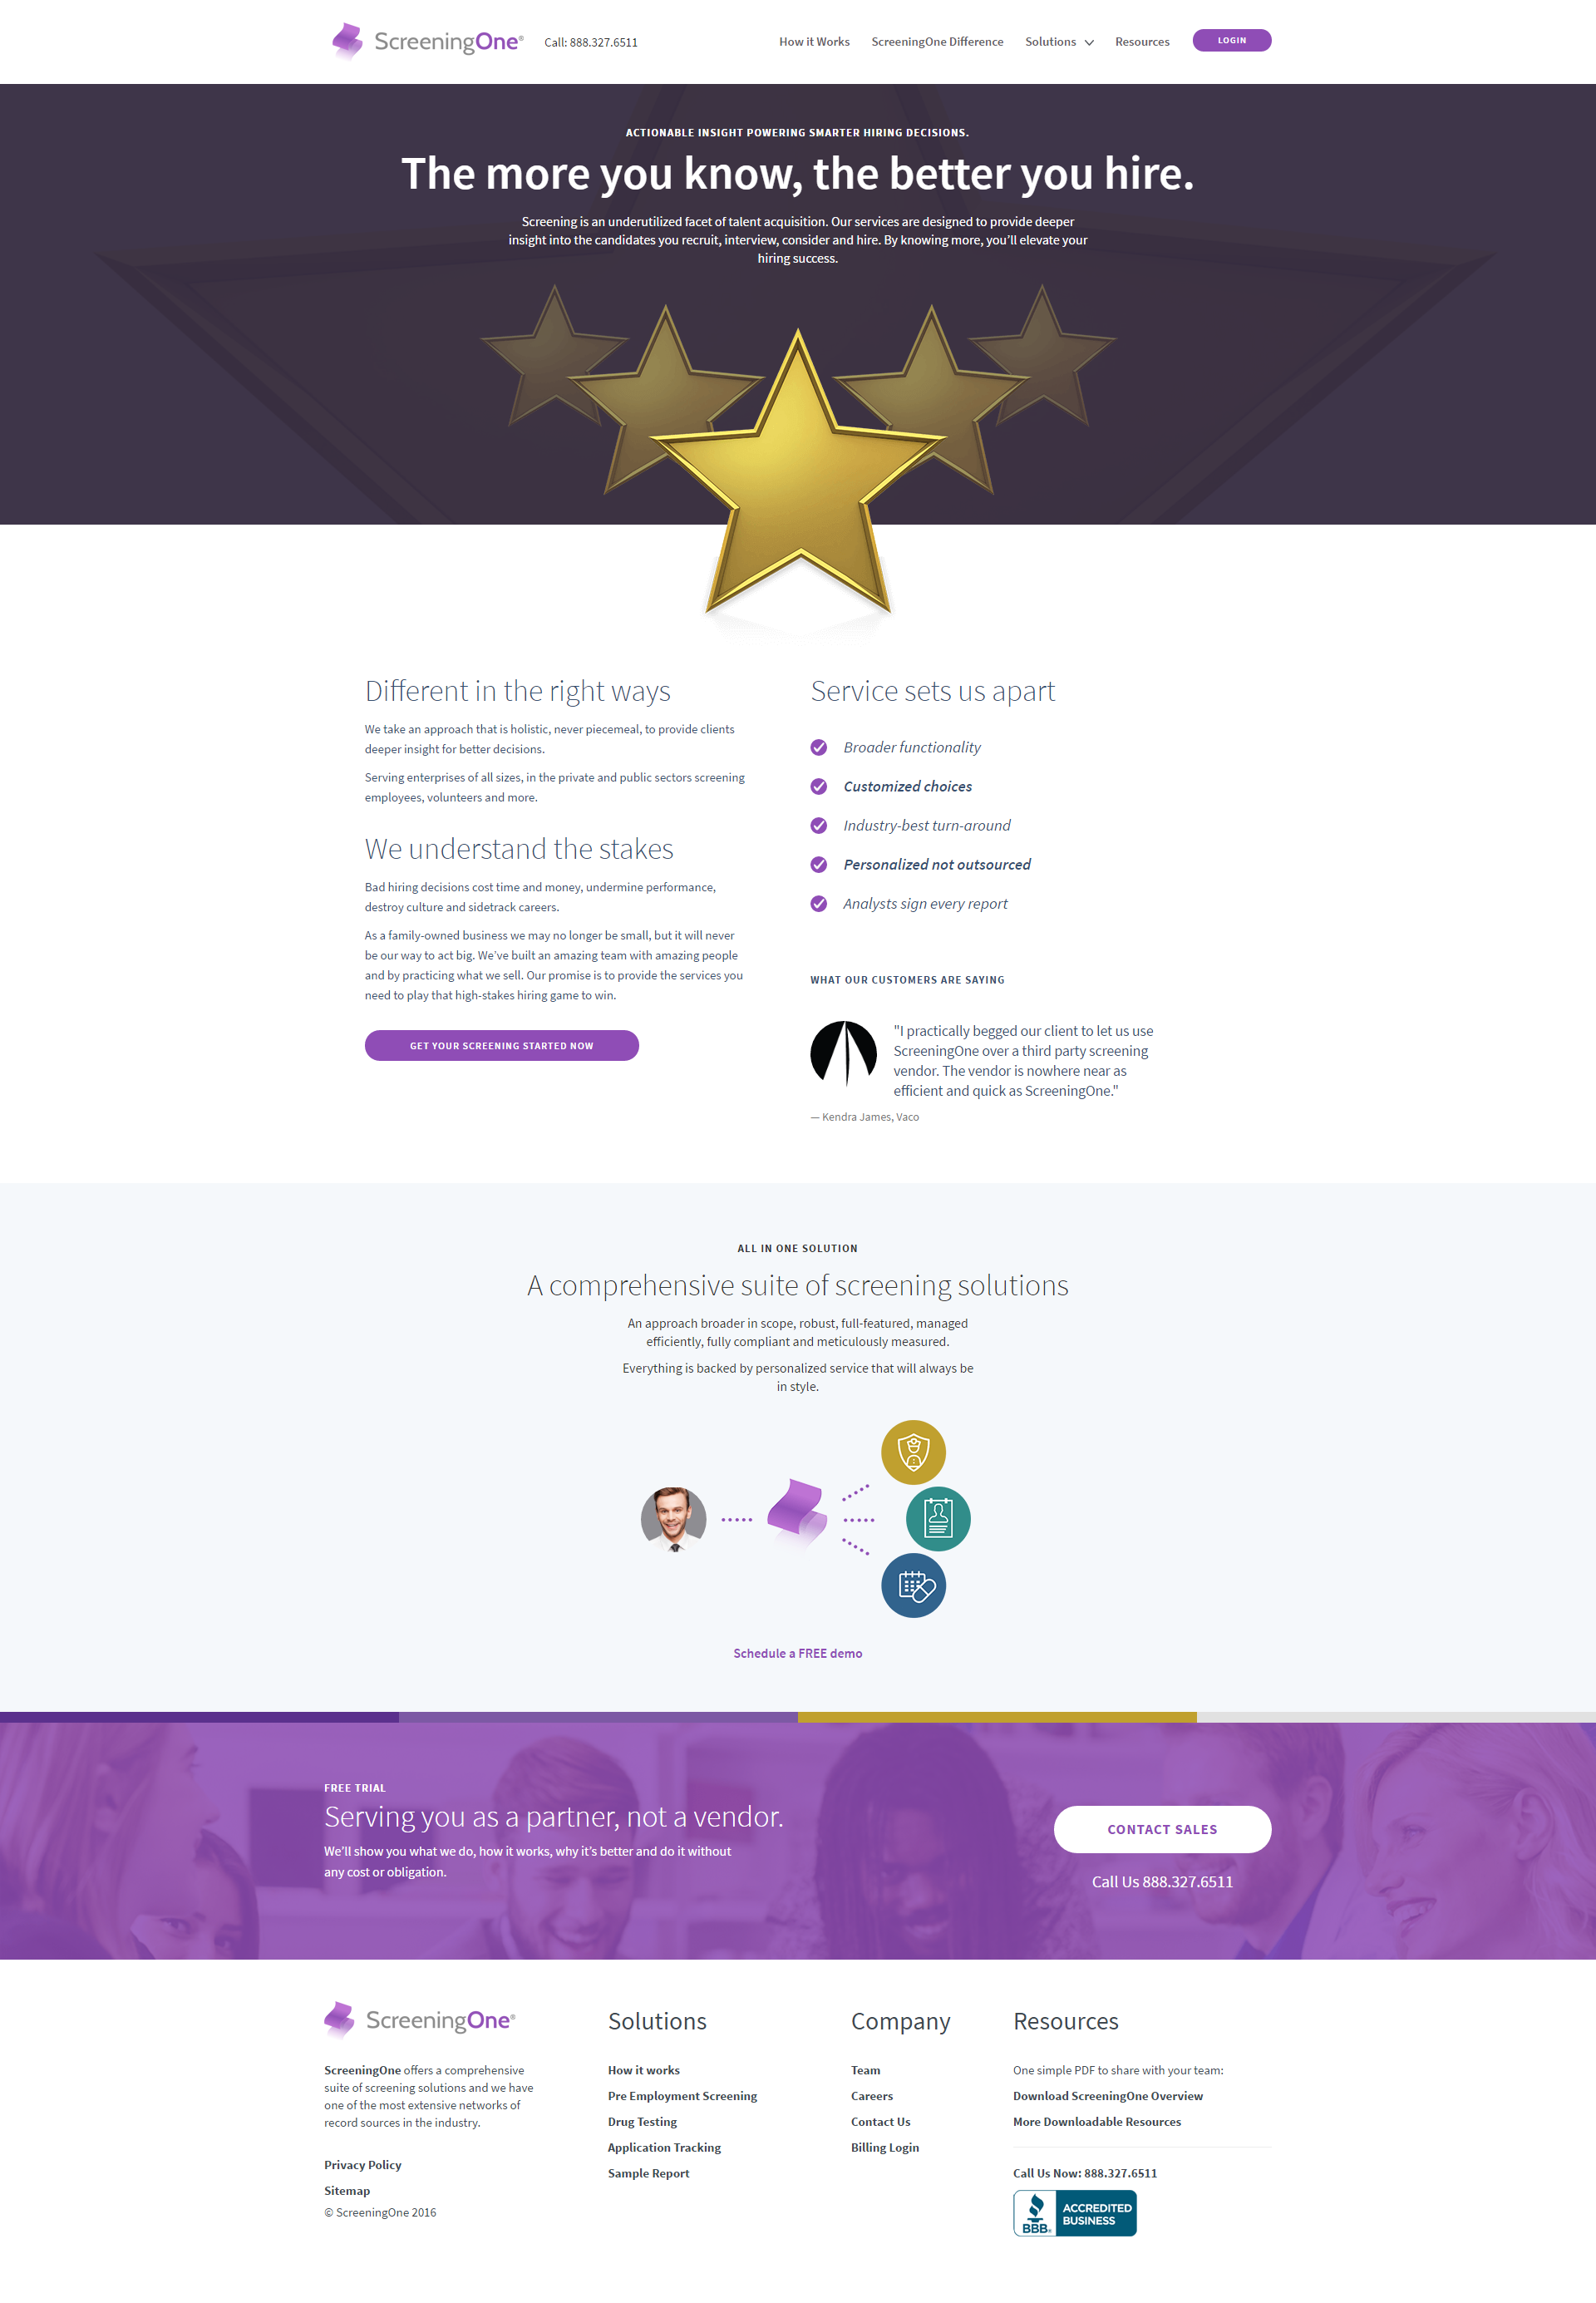 ScreeningOne®
Call: 888.327.6511
How it Works
ScreeningOne Difference
Solutions
Resources
LOGIN
ACTIONABLE INSIGHT POWERING SMARTER HIRING DECISIONS.
The more you know, the better you hire.
Screening is an underutilized facet of talent acquisition. Our services are designed to provide deeper
insight into the candidates you recruit, interview, consider and hire. By knowing more, you'll elevate your
hiring success.
Different in the right ways
We take an approach that is holistic, never piecemeal, to provide clients
deeper insight for better decisions.
Serving enterprises of all sizes, in the private and public sectors screening
employees, volunteers and more.
We understand the stakes
Bad hiring decisions cost time and money, undermine performance,
destroy culture and sidetrack careers.
As a family-owned business we may no longer be small, but it will never
be our way to act big. We've built an amazing team with amazing people
and by practicing what we sell. Our promise is to provide the services you
need to play that high-stakes hiring game to win.
GET YOUR SCREENING STARTED NOW
Service sets us apart
Broader functionality
Customized choices
Industry-best turn-around
Personalized not outsourced
Analysts sign every report
WHAT OUR CUSTOMERS ARE SAYING
"I practically begged our client to let us use
ScreeningOne over a third party screening
vendor. The vendor is nowhere near as
efficient and quick as ScreeningOne."
— Kendra James, Vaco
ALL IN ONE SOLUTION
A comprehensive suite of screening solutions
An approach broader in scope, robust, full-featured, managed
efficiently, fully compliant and meticulously measured.
Everything is backed by personalized service that will always be
in style.
Schedule a FREE demo
FREE TRIAL
Serving you as a partner, not a vendor.
We'll show you what we do, how it works, why it's better and do it without
any cost or obligation.
CONTACT SALES
Call Us 888.327.6511
ScreeningOne®
ScreeningOne offers a comprehensive
suite of screening solutions and we have
one of the most extensive networks of
record sources in the industry.
Privacy Policy
Sitemap
© ScreeningOne 2016
Solutions
How it works
Pre Employment Screening
Drug Testing
Application Tracking
Sample Report
Company
Team
Careers
Contact Us
Billing Login
Resources
One simple PDF to share with your team:
Download ScreeningOne Overview
More Downloadable Resources
Call Us Now: 888.327.6511
BBB.
ACCREDITED
BUSINESS